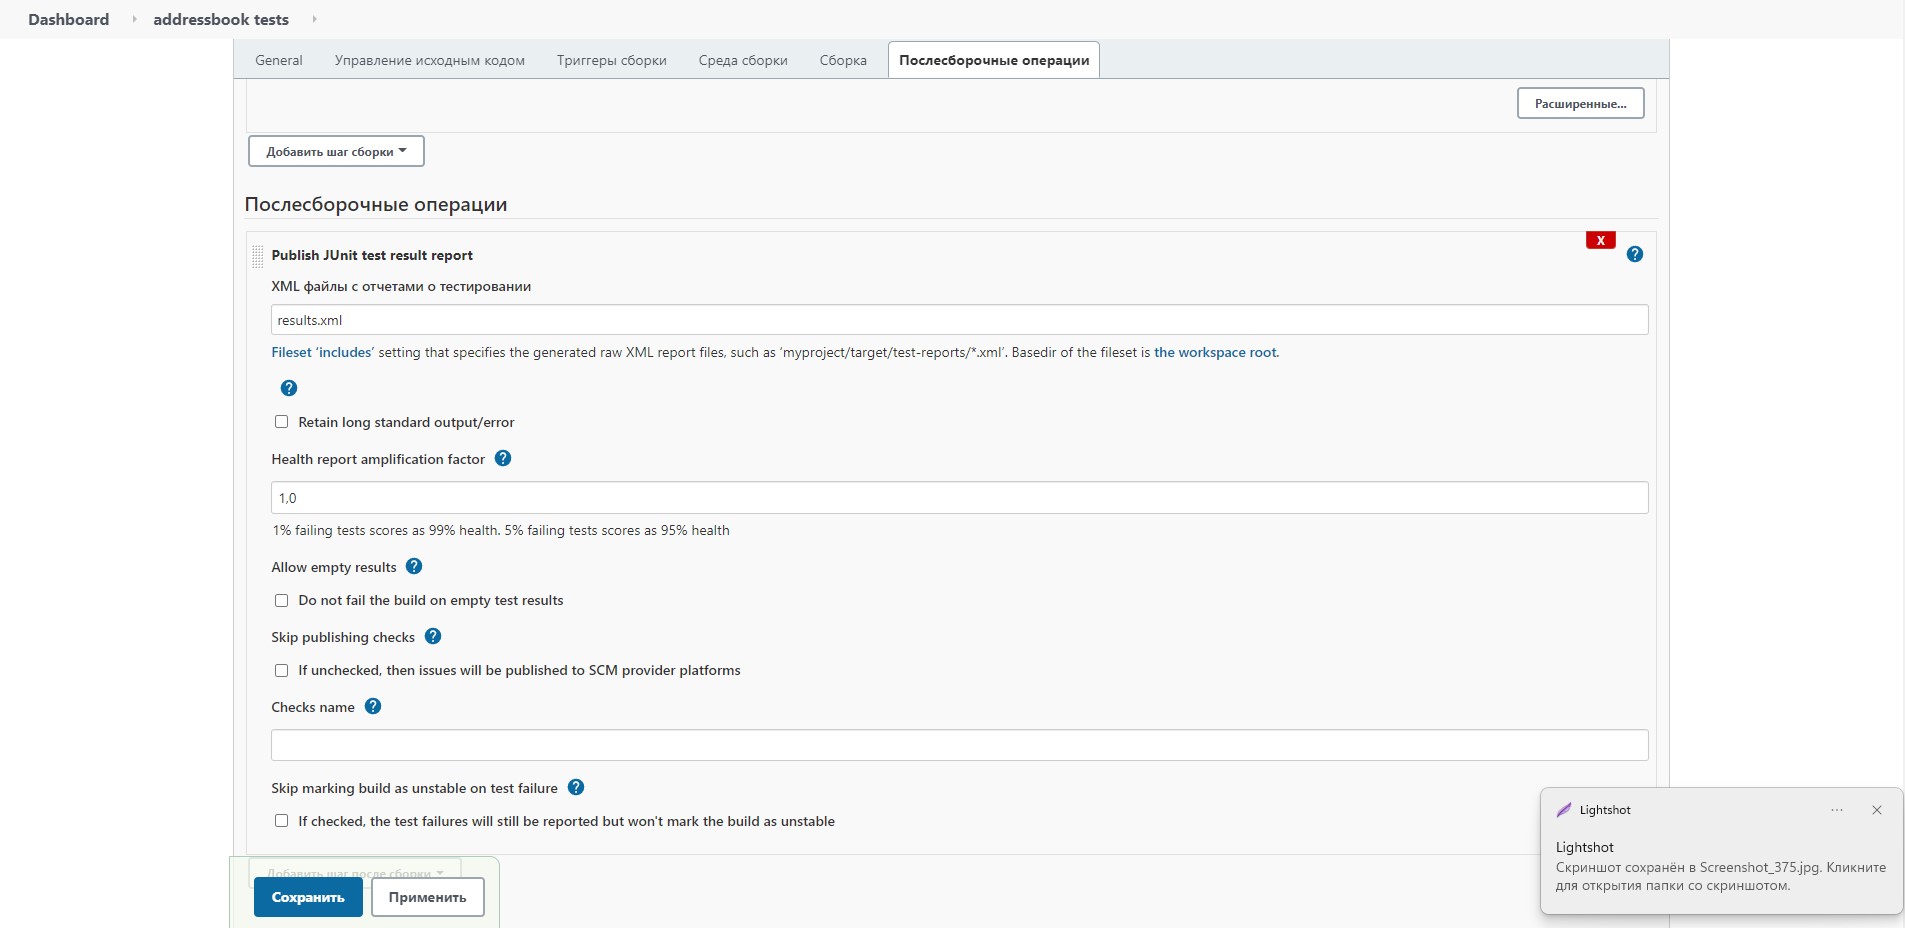 Dashboard addressbook tests
General Управление исходным кодом Триггеры сборки Среда сборки Сборка Послесборочные операции
Расширенные...
Добавить шаг сборки
Послесборочные операции
X
Publish JUnit test result report ?
XML файлы с отчетами о тестировании
results.xml
Fileset ‘includes’ setting that specifies the generated raw XML report files, such as ‘myproject/target/test-reports/*.xml’. Basedir of the fileset is the workspace root.
?
Retain long standard output/error
Health report amplification factor ?
1,0
1% failing tests scores as 99% health. 5% failing tests scores as 95% health
Allow empty results ?
Do not fail the build on empty test results
Skip publishing checks ?
If unchecked, then issues will be published to SCM provider platforms
Checks name ?
Skip marking build as unstable on test failure ?
If checked, the test failures will still be reported but won't mark the build as unstable
Добавить шаг после сборки
Сохранить Применить
Lightshot
Lightshot
Скриншот сохранён в Screenshot_375.jpg. Кликните
для открытия папки со скриншотом.